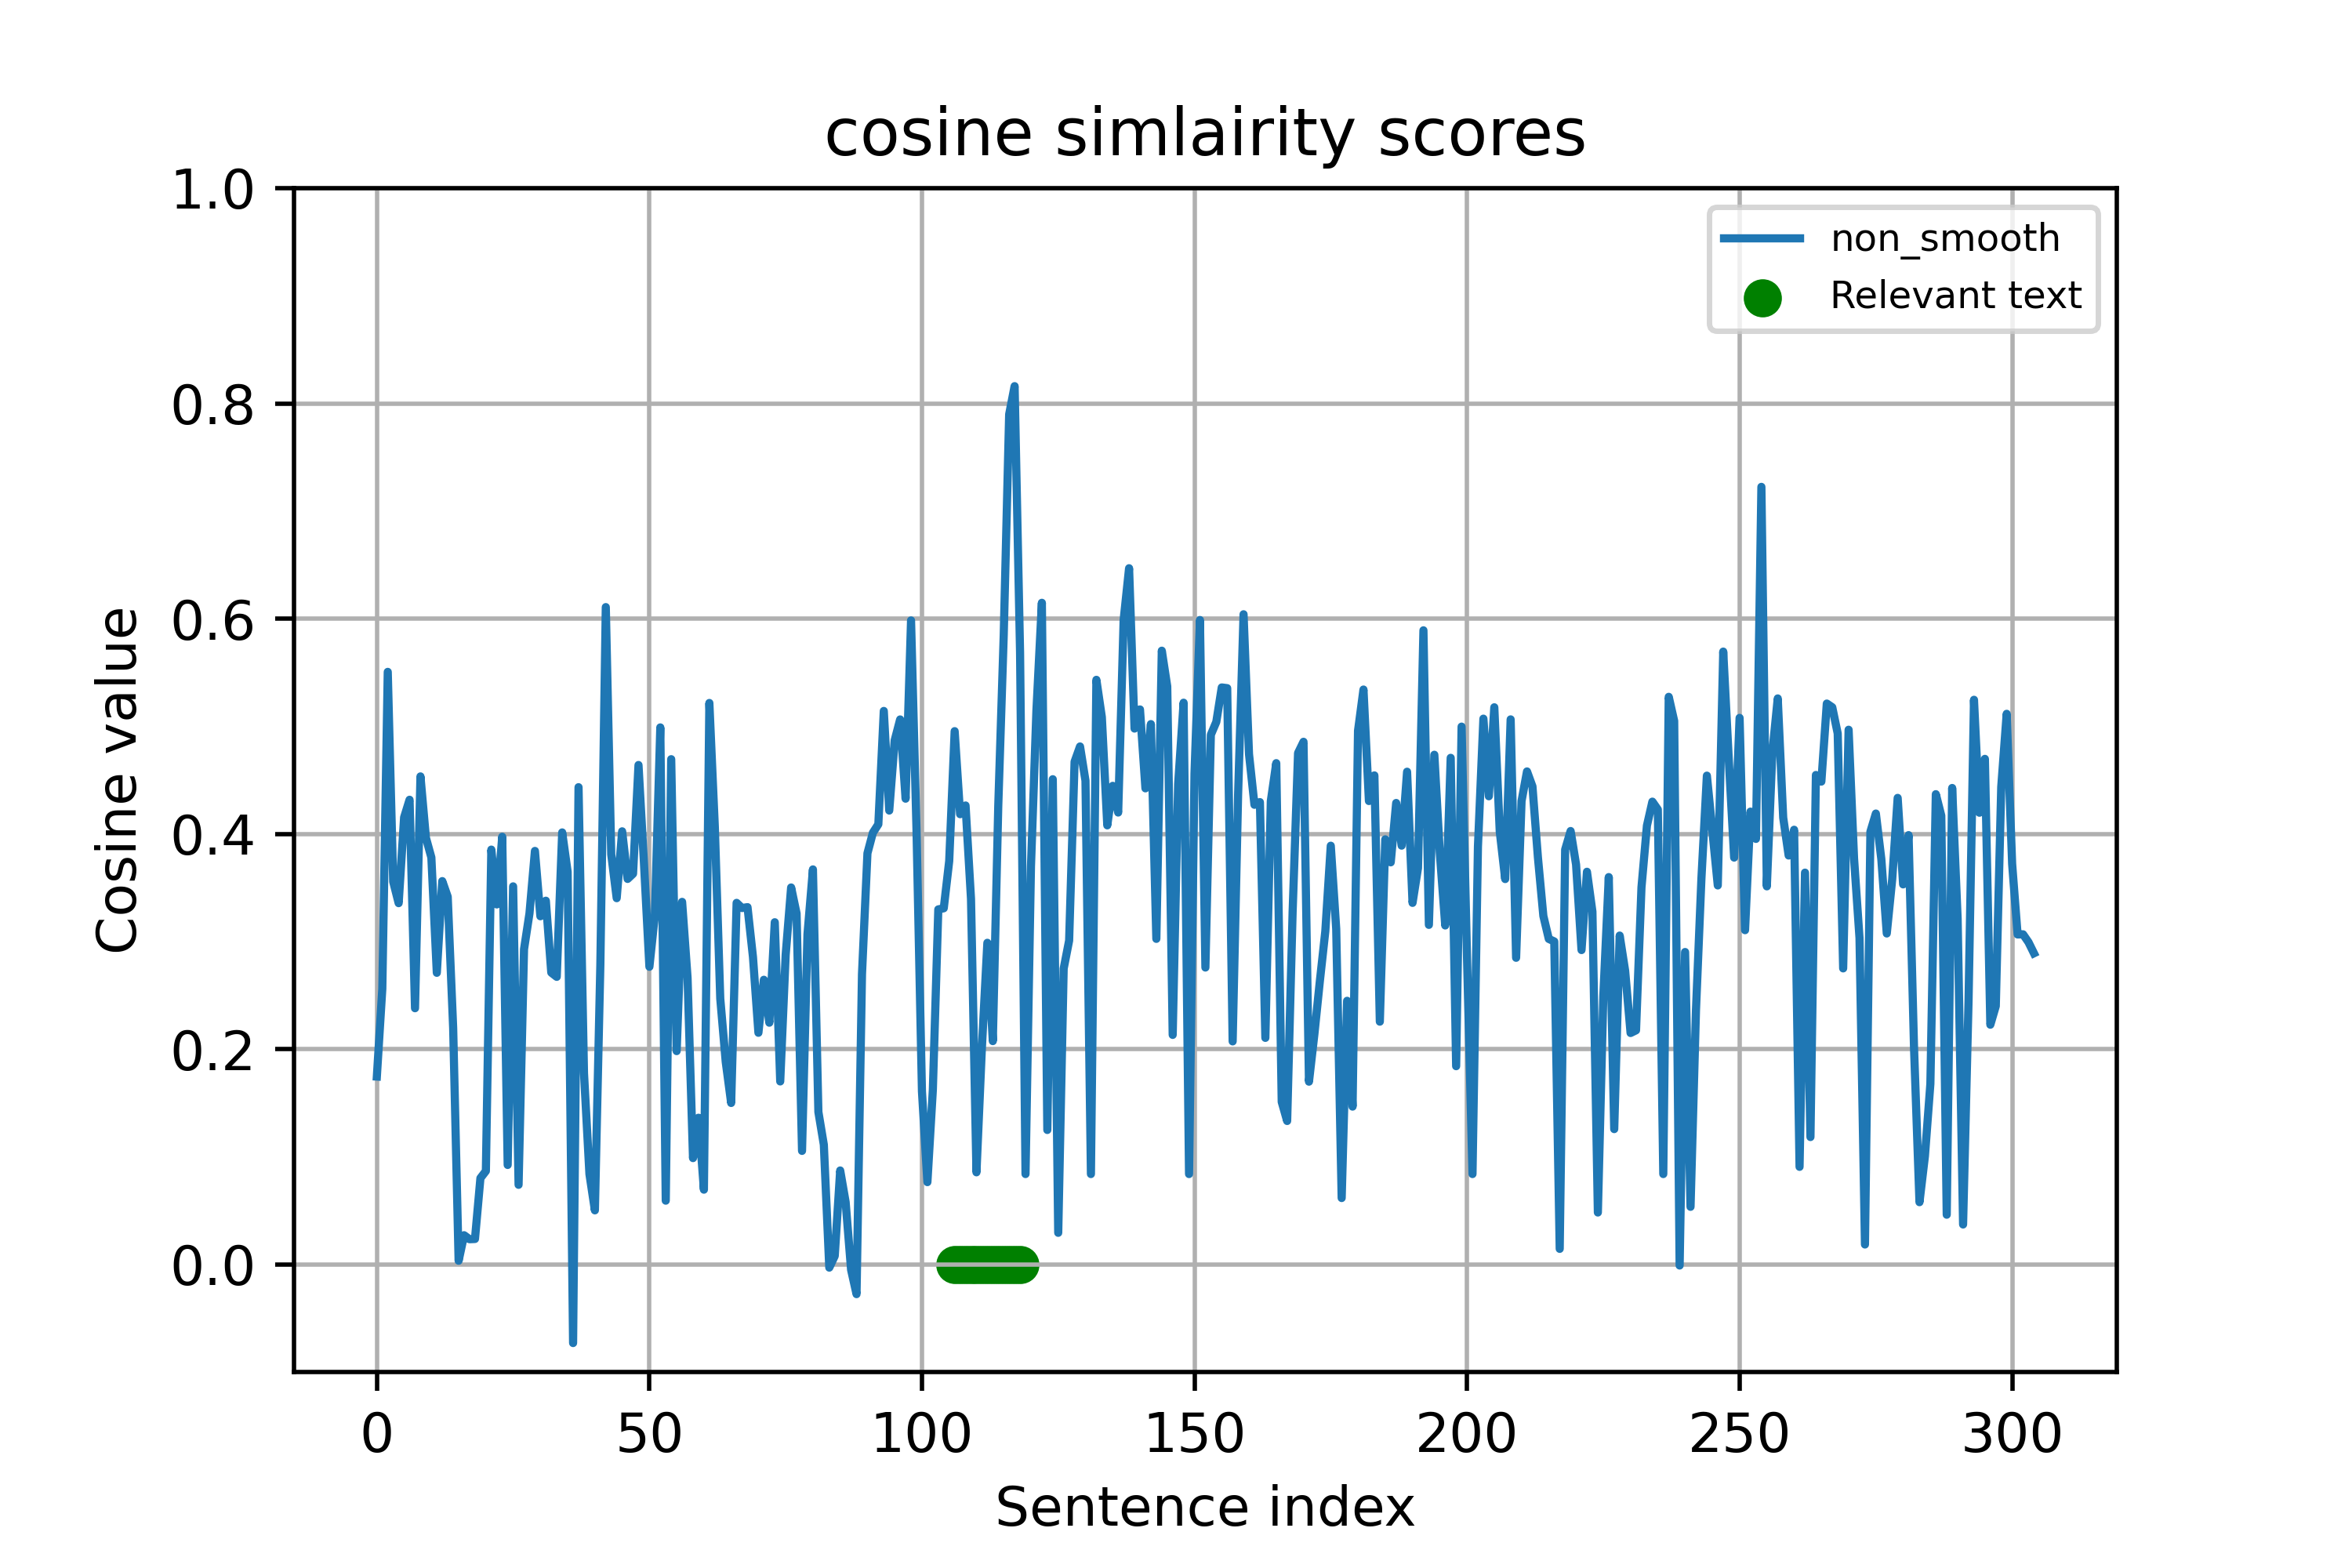 cosine simlairity scores
1.0
0.8
0.6
0.4
0.2
0.0
Cosine value
non_smooth
Relevant text
0 50 100 150 200 250 300
Sentence index